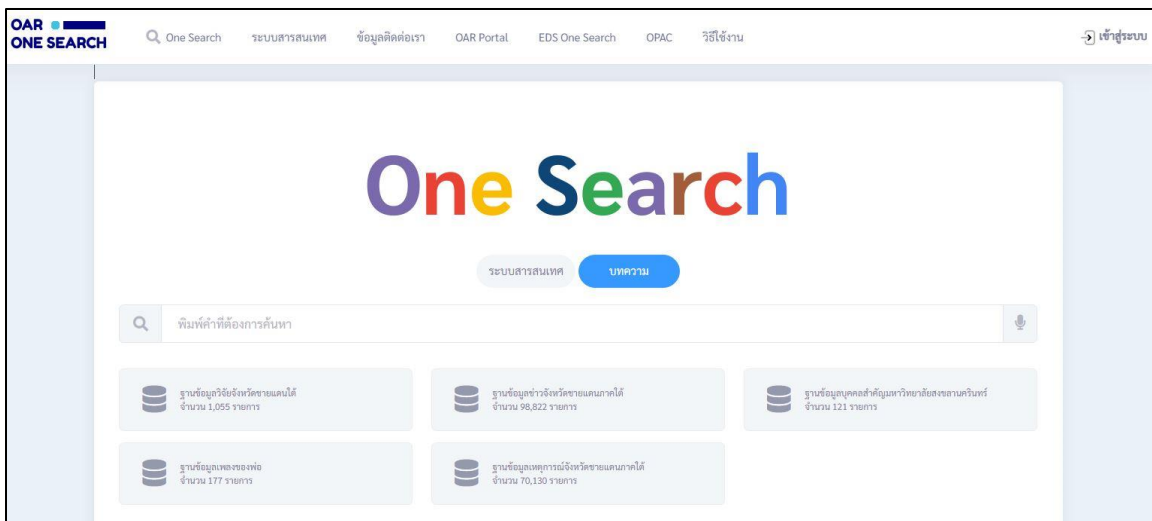 OAR
ONE SEARCH
One Search
ระบบสารสนเทศ
ข้อมูลติดต่อเรา
OAR Portal
EDS One Search
OPAC
วิธีใช้งาน
เข้าสู่ระบบ
One Search
ระบบสารสนเทศ
บทความ
พิมพ์คำที่ต้องการค้นหา
ฐานข้อมูลวิจัยจังหวัดชายแดนใต้
จำนวน 1,055 รายการ
ฐานข้อมูลข่าวจังหวัดชายแดนภาคใต้
จำนวน 98,822 รายการ
ฐานข้อมูลบุคคลสำคัญมหาวิทยาลัยสงขลานครินทร์
จำนวน 121 รายการ
ฐานข้อมูลเพลงของพ่อ
จำนวน 177 รายการ
ฐานข้อมูลเหตุการณ์จังหวัดชายแดนภาคใต้
จำนวน 70,130 รายการ